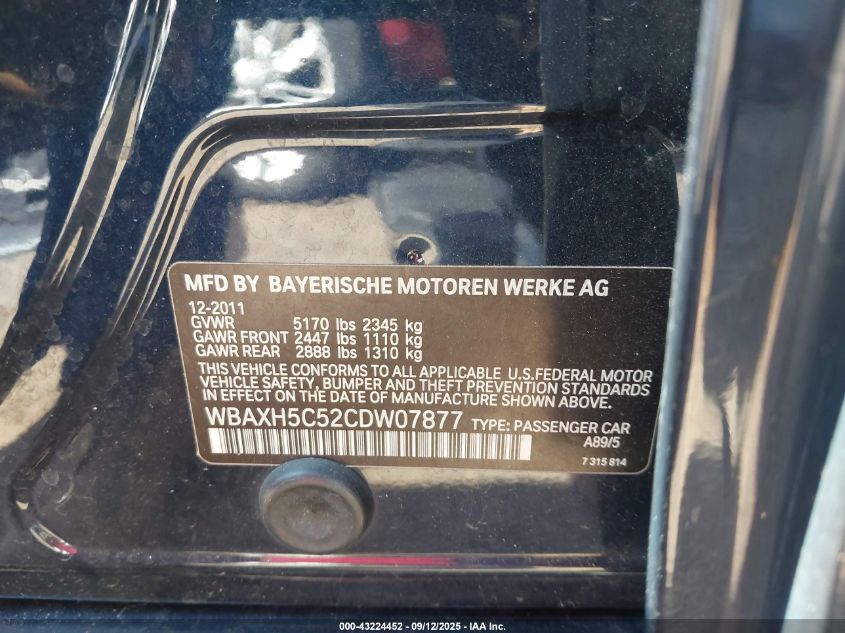 MFD BY BAYERISCHE MOTOREN WERKE AG
12-2011
GVWR 5170 lbs 2345 kg
GAWR FRONT 2447 lbs 1110 kg
GAWR REAR 2888 lbs 1310 kg
THIS VEHICLE CONFORMS TO ALL APPLICABLE U.S.FEDERAL MOTOR
VEHICLE SAFETY, BUMPER AND THEFT PREVENTION STANDARDS
IN EFFECT ON THE DATE OF MANUFACTURE SHOWN ABOVE.
WBAXH5C52CDW07877 TYPE: PASSENGER CAR
A89/5
7 315 814
000-43224452 - 09/12/2025 - IAA Inc.